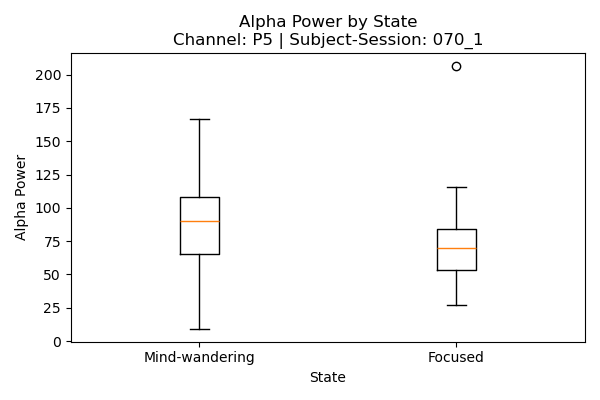 Alpha Power by State
Channel: P5 | Subject-Session: 070_1
Alpha Power
200
175
150
125
100
75
50
25
0
Mind-wandering
Focused
State